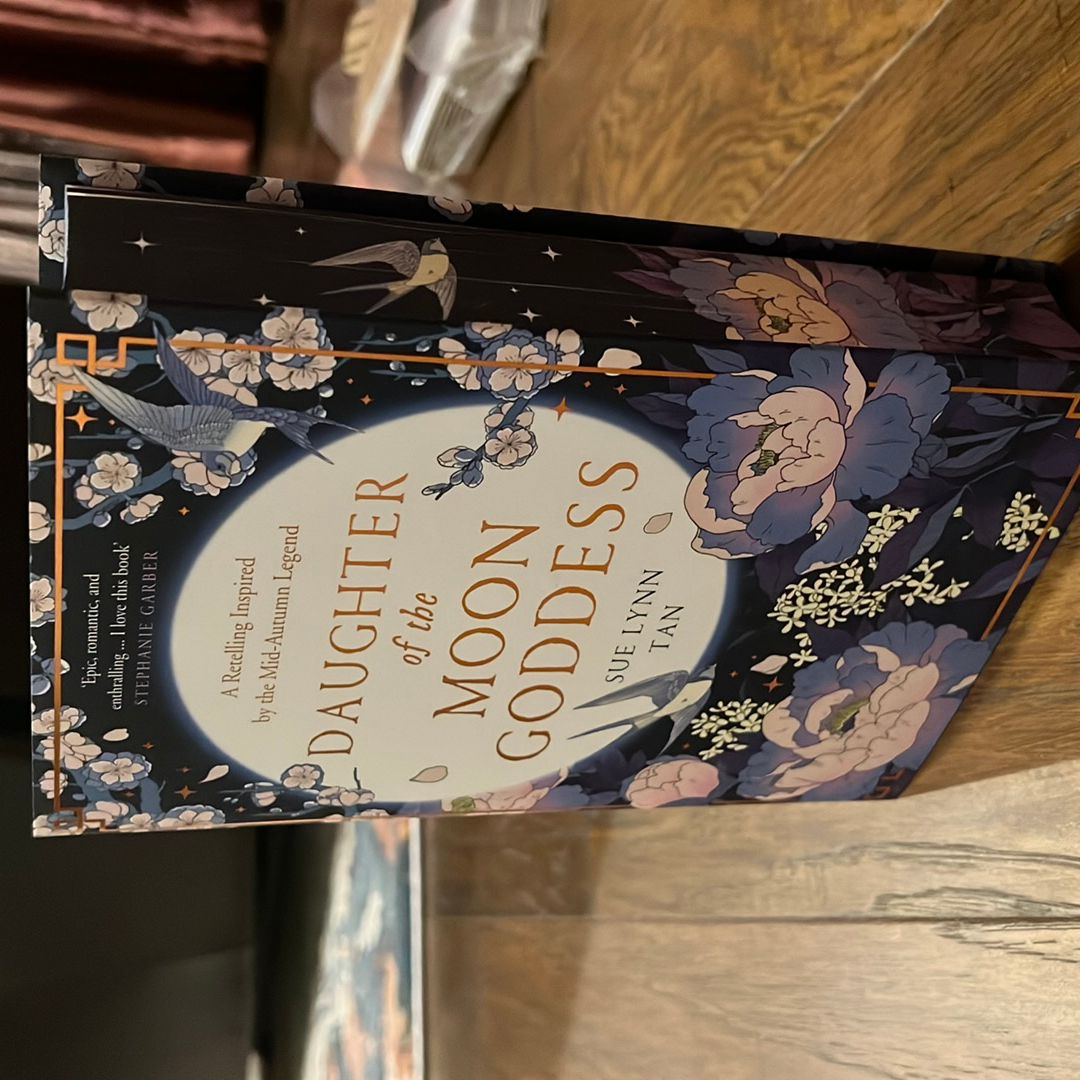 'Epic, romantic, and
enthralling ... I love this book'
STEPHANIE GARBER
A Retelling Inspired
by the Mid-Autumn Legend
DAUGHTER
of the
MOON
GODDESS
SUE LYNN
TAN